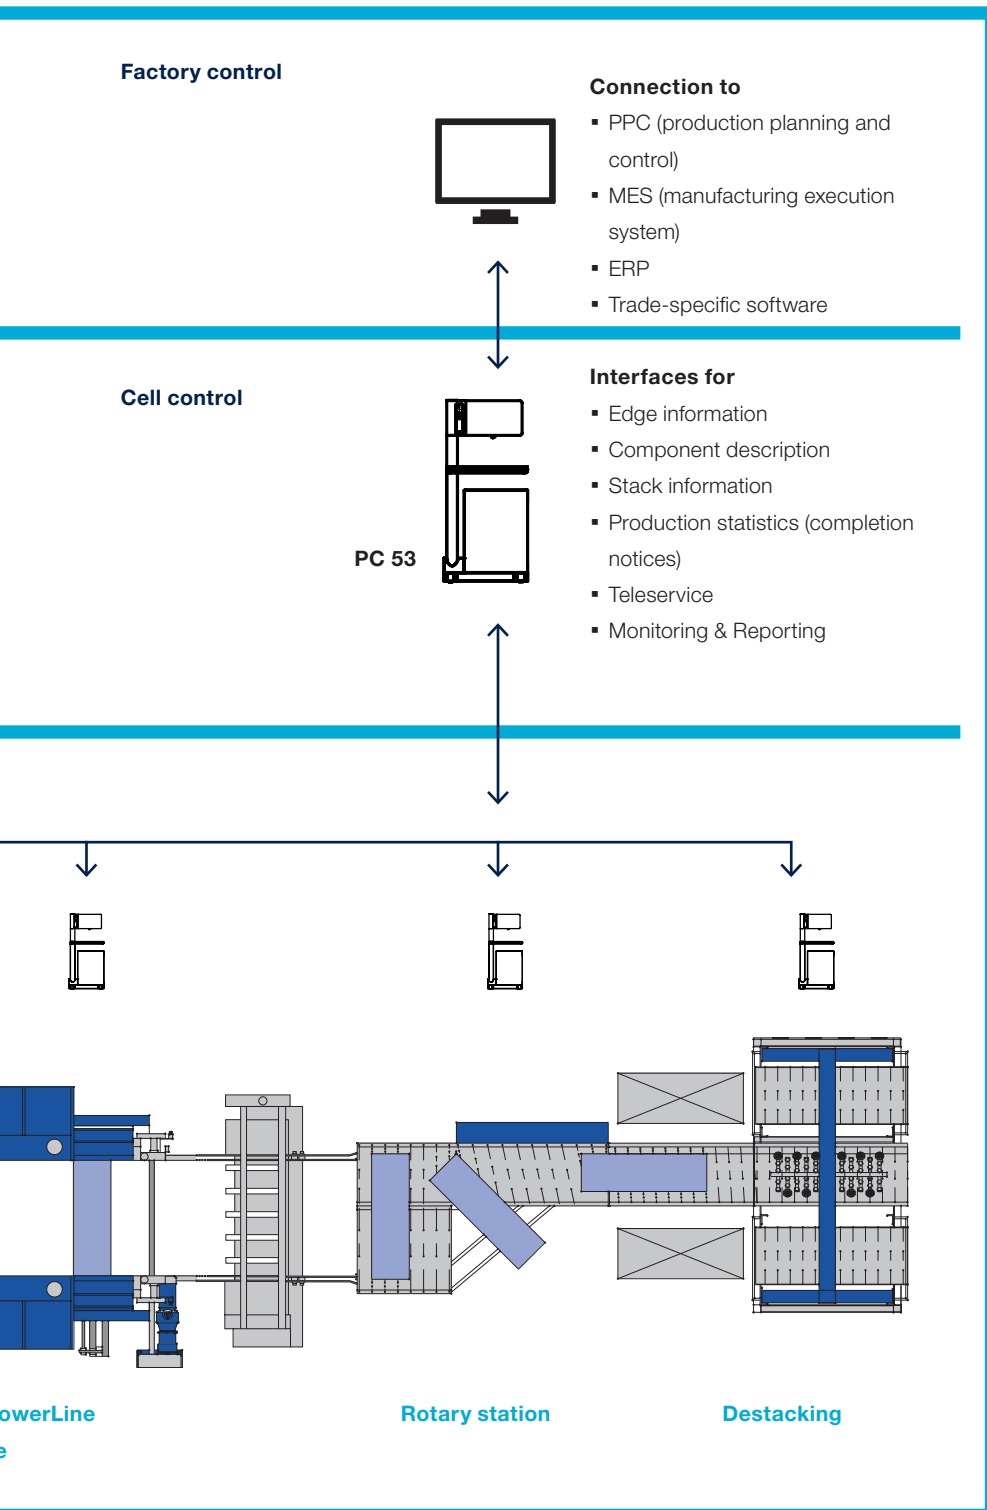 Factory control
Connection to
▪ PPC (production planning and
control)
▪ MES (manufacturing execution
system)
▪ ERP
▪ Trade-specific software
Cell control
Interfaces for
▪ Edge information
▪ Component description
▪ Stack information
▪ Production statistics (completion
notices)
▪ Teleservice
▪ Monitoring & Reporting
PC 53
owerLine
e
Rotary station
Destacking